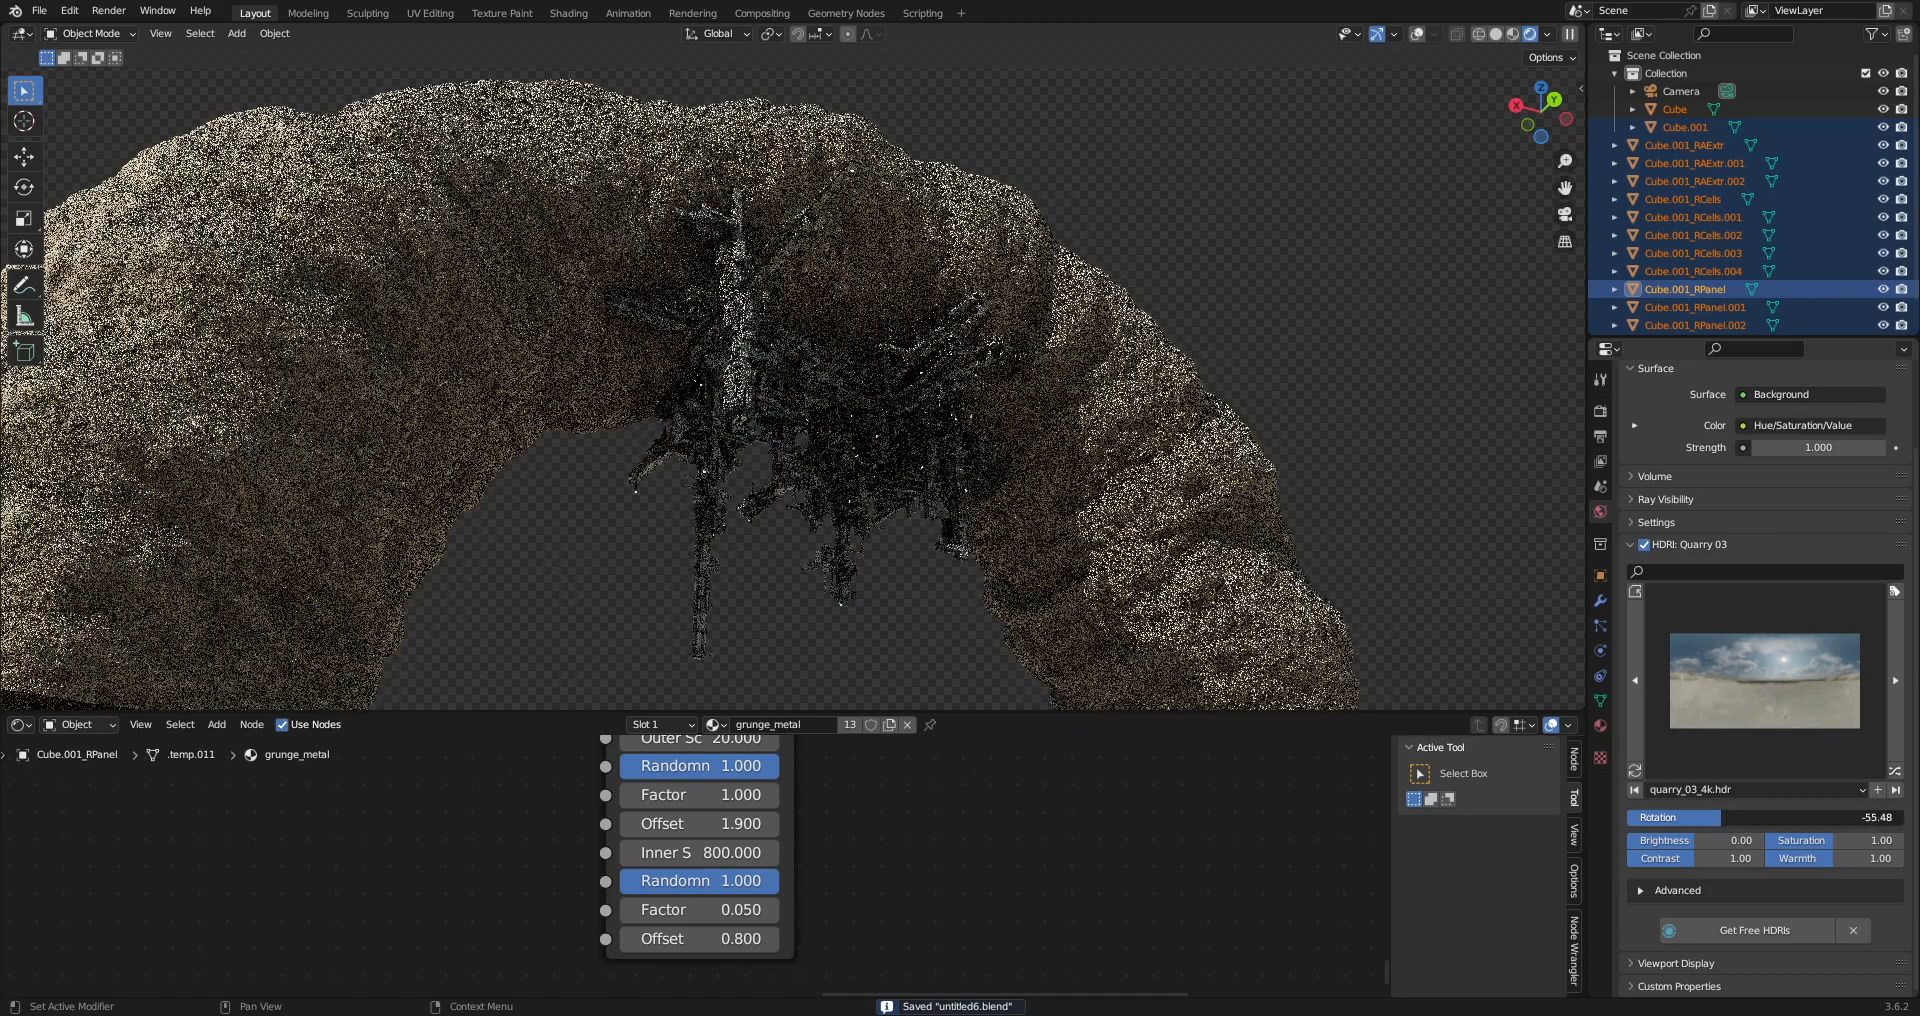 File Edit Render Window Help
Layout Modeling Sculpting UV Editing Texture Paint Shading Animation Rendering Compositing Geometry Nodes Scripting +
Scene
ViewLayer
Object Mode View Select Add Object
Global
Options
X
Y
Z
Scene Collection
Collection
Camera
Cube
Cube.001
Cube.001_RAExtr
Cube.001_RAExtr.001
Cube.001_RAExtr.002
Cube.001_RCells
Cube.001_RCells.001
Cube.001_RCells.002
Cube.001_RCells.003
Cube.001_RCells.004
Cube.001_RPanel
Cube.001_RPanel.001
Cube.001_RPanel.002
Surface
Surface Background
Color Hue/Saturation/Value
Strength 1.000
Volume
Ray Visibility
Settings
HDRI: Quarry 03
quarry_03_4k.hdr
Rotation -55.48
Brightness 0.00 Saturation 1.00
Contrast 1.00 Warmth 1.00
Advanced
Get Free HDRIs
Viewport Display
Custom Properties
Object View Select Add Node Use Nodes
Slot 1
grunge_metal 13
Cube.001_RPanel .temp.011 grunge_metal
Outer Sc 20.000
Randomn 1.000
Factor 1.000
Offset 1.900
Inner S 800.000
Randomn 1.000
Factor 0.050
Offset 0.800
Active Tool
Select Box
Node
Tool
View
Options
Node Wrangler
Set Active Modifier Pan View Context Menu
Saved "untitled6.blend"
3.6.2